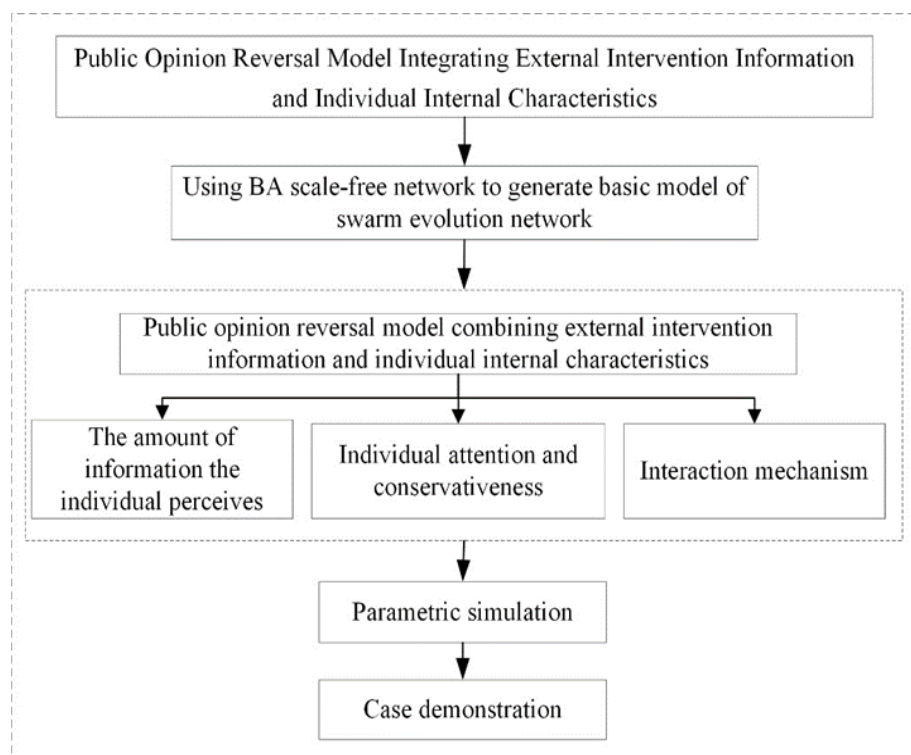 Public Opinion Reversal Model Integrating External Intervention Information
and Individual Internal Characteristics
Using BA scale-free network to generate basic model of
swarm evolution network
Public opinion reversal model combining external intervention
information and individual internal characteristics
The amount of
information the
individual perceives
Individual attention and
conservativeness
Interaction mechanism
Parametric simulation
Case demonstration